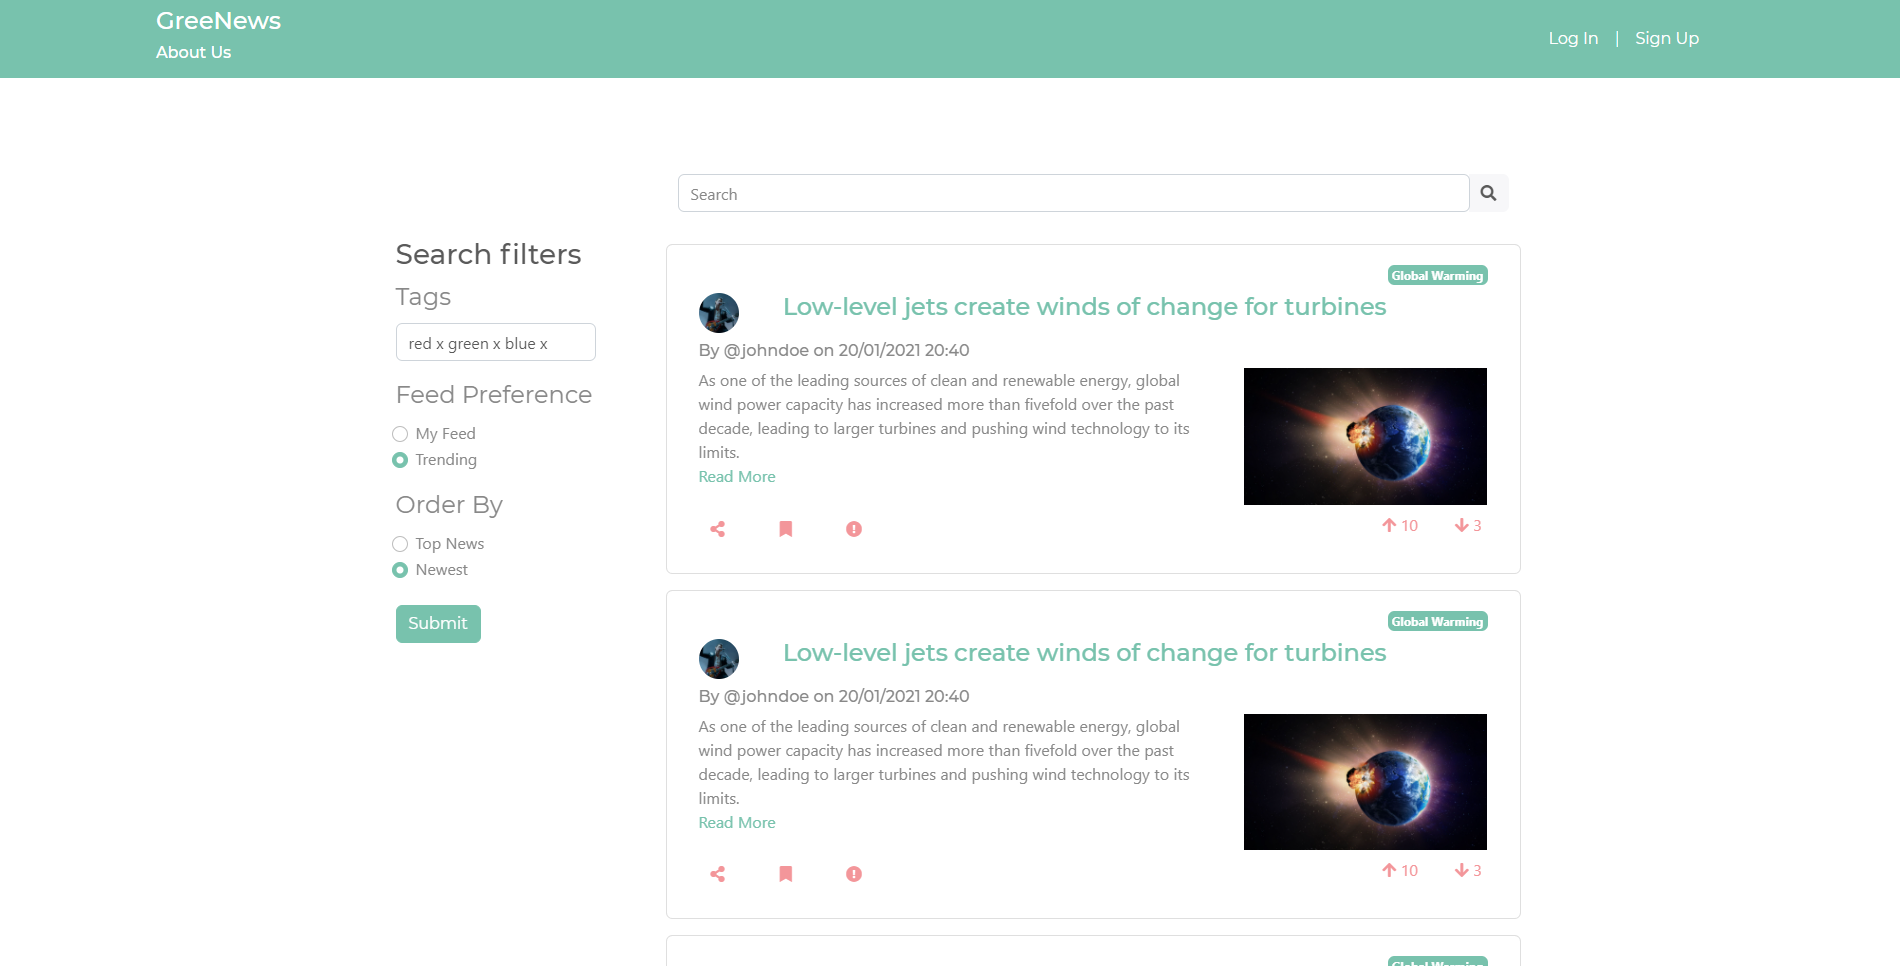 GreeNews
About Us
Log In | Sign Up
Search
Search filters
Tags
red x green x blue x
Feed Preference
My Feed
Trending
Order By
Top News
Newest
Submit
Global Warming
Low-level jets create winds of change for turbines
By @johndoe on 20/01/2021 20:40
As one of the leading sources of clean and renewable energy, global
wind power capacity has increased more than fivefold over the past
decade, leading to larger turbines and pushing wind technology to its
limits.
Read More
10 3
Global Warming
Low-level jets create winds of change for turbines
By @johndoe on 20/01/2021 20:40
As one of the leading sources of clean and renewable energy, global
wind power capacity has increased more than fivefold over the past
decade, leading to larger turbines and pushing wind technology to its
limits.
Read More
10 3
Global Warming